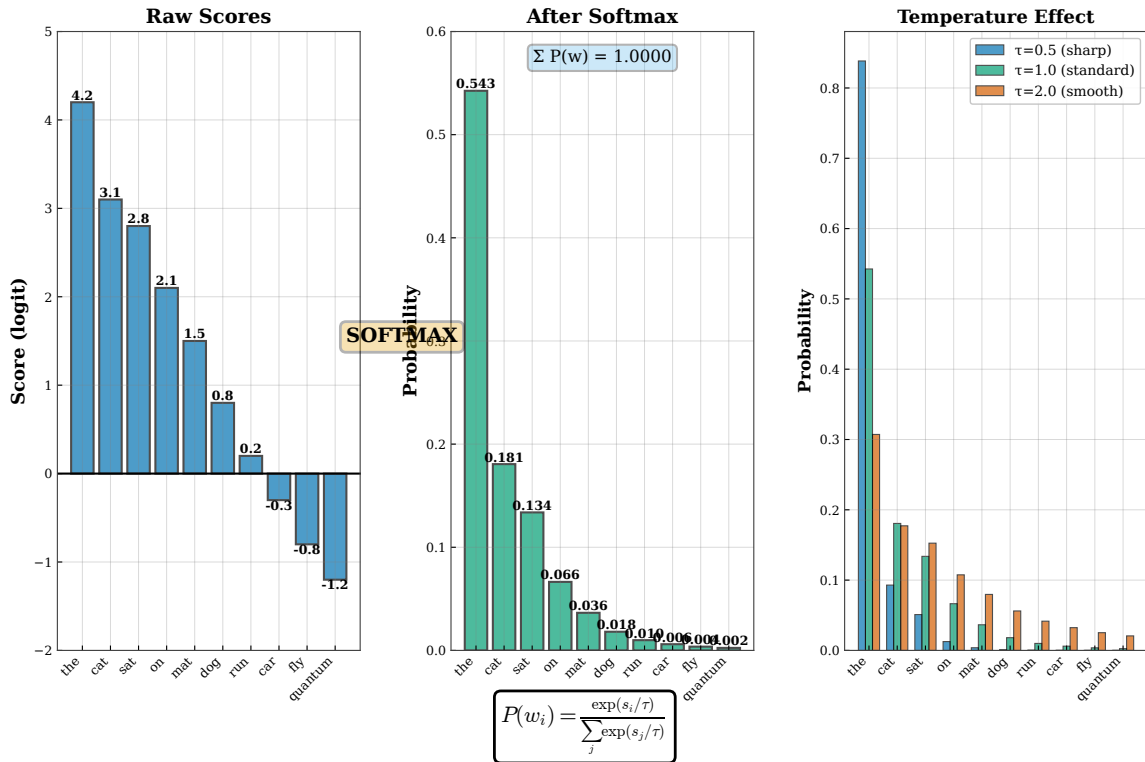 Raw Scores
Score (logit)
5
4
3
2
1
0
−1
−2
4.2
3.1
2.8
2.1
1.5
0.8
0.2
-0.3
-0.8
-1.2
the
cat
sat
on
mat
dog
run
car
fly
quantum
SOFTMAX
After Softmax
Σ P(w) = 1.0000
Probability
0.6
0.5
0.4
0.3
0.2
0.1
0.0
0.543
0.181
0.134
0.066
0.036
0.018
0.010
0.006
0.004
0.002
the
cat
sat
on
mat
dog
run
car
fly
quantum
P(w_i) = exp(s_i/τ) / ∑_j exp(s_j/τ)
Temperature Effect
τ=0.5 (sharp)
τ=1.0 (standard)
τ=2.0 (smooth)
Probability
0.8
0.7
0.6
0.5
0.4
0.3
0.2
0.1
0.0
the
cat
sat
on
mat
dog
run
car
fly
quantum